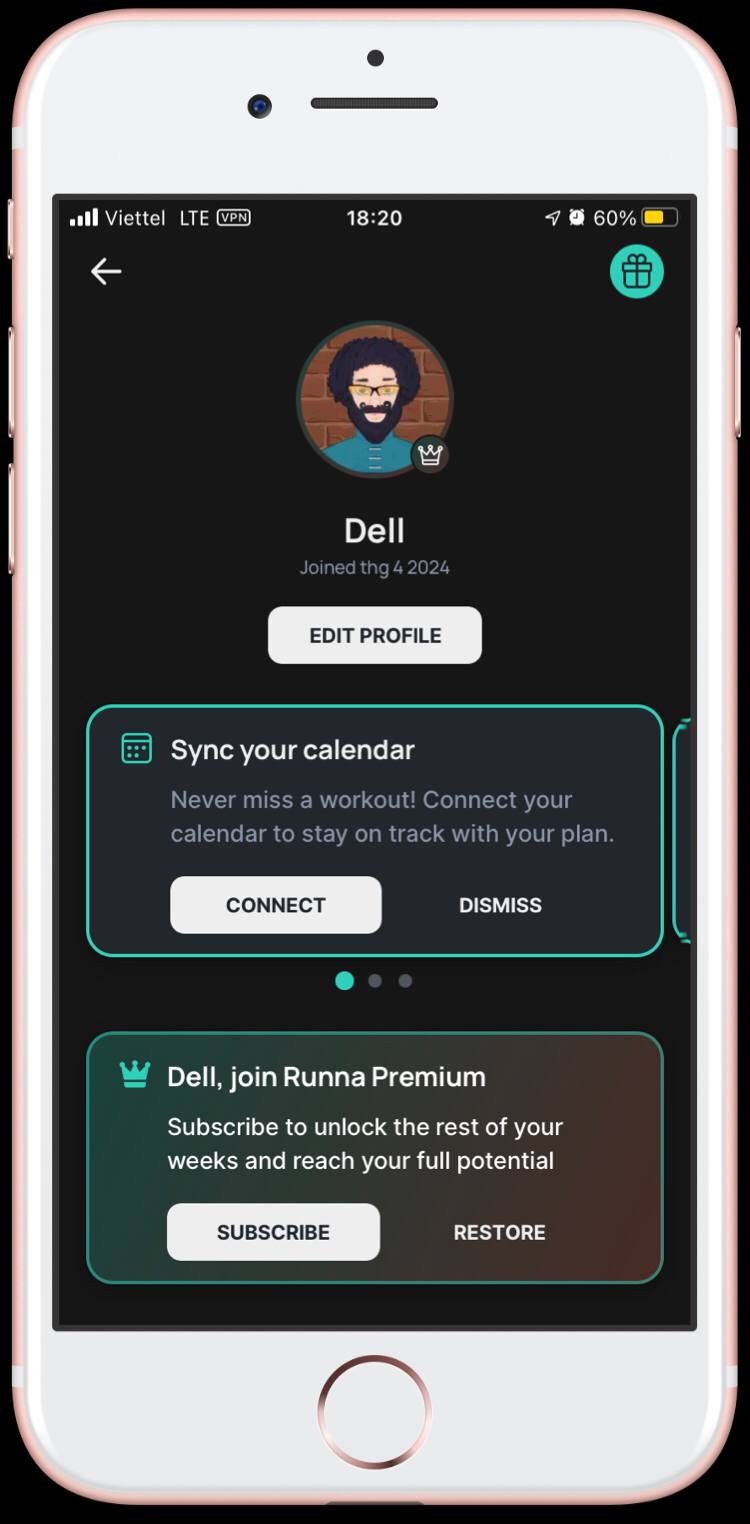 Viettel LTE VPN 18:20 60%
Dell
Joined thg 4 2024
EDIT PROFILE
Sync your calendar
Never miss a workout! Connect your
calendar to stay on track with your plan.
CONNECT DISMISS
Dell, join Runna Premium
Subscribe to unlock the rest of your
weeks and reach your full potential
SUBSCRIBE RESTORE